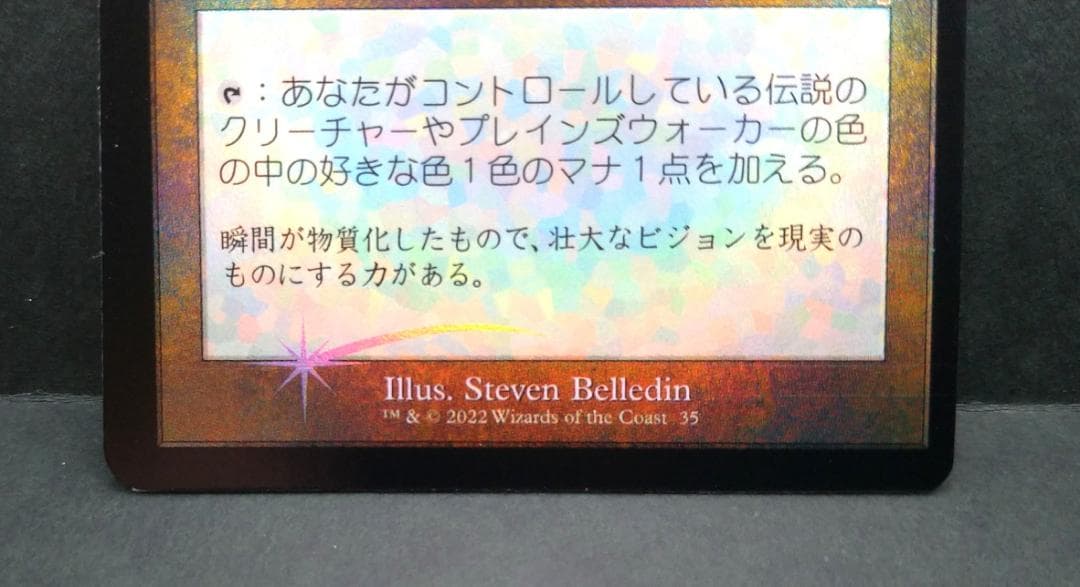 ：あなたがコントロールしている伝説の
クリーチャーやプレインズウォーカーの色
の中の好きな色１色のマナ１点を加える。
瞬間が物質化したもので、壮大なビジョンを現実の
ものにする力がある。
Illus. Steven Belledin
™ & © 2022 Wizards of the Coast 35